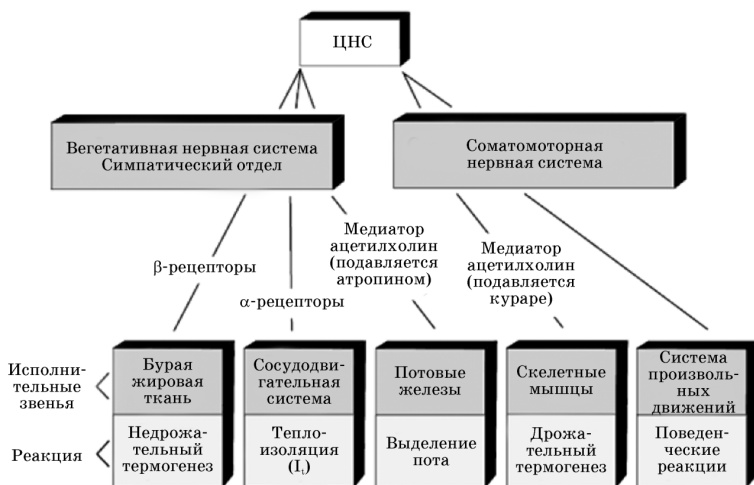 ЦНС
Вегетативная нервная система
Симпатический отдел
Соматомоторная
нервная система
β-рецепторы
α-рецепторы
Медиатор
ацетилхолин
(подавляется
атропином)
Медиатор
ацетилхолин
(подавляется
кураре)
Исполни-
тельные
звенья
Бурая
жировая
ткань
Сосудодви-
гательная
система
Потовые
железы
Скелетные
мышцы
Система
произволь-
ных
движений
Реакция
Недрожа-
тельный
термогенез
Тепло-
изоляция
(It)
Выделение
пота
Дрожа-
тельный
термогенез
Поведен-
ческие
реакции